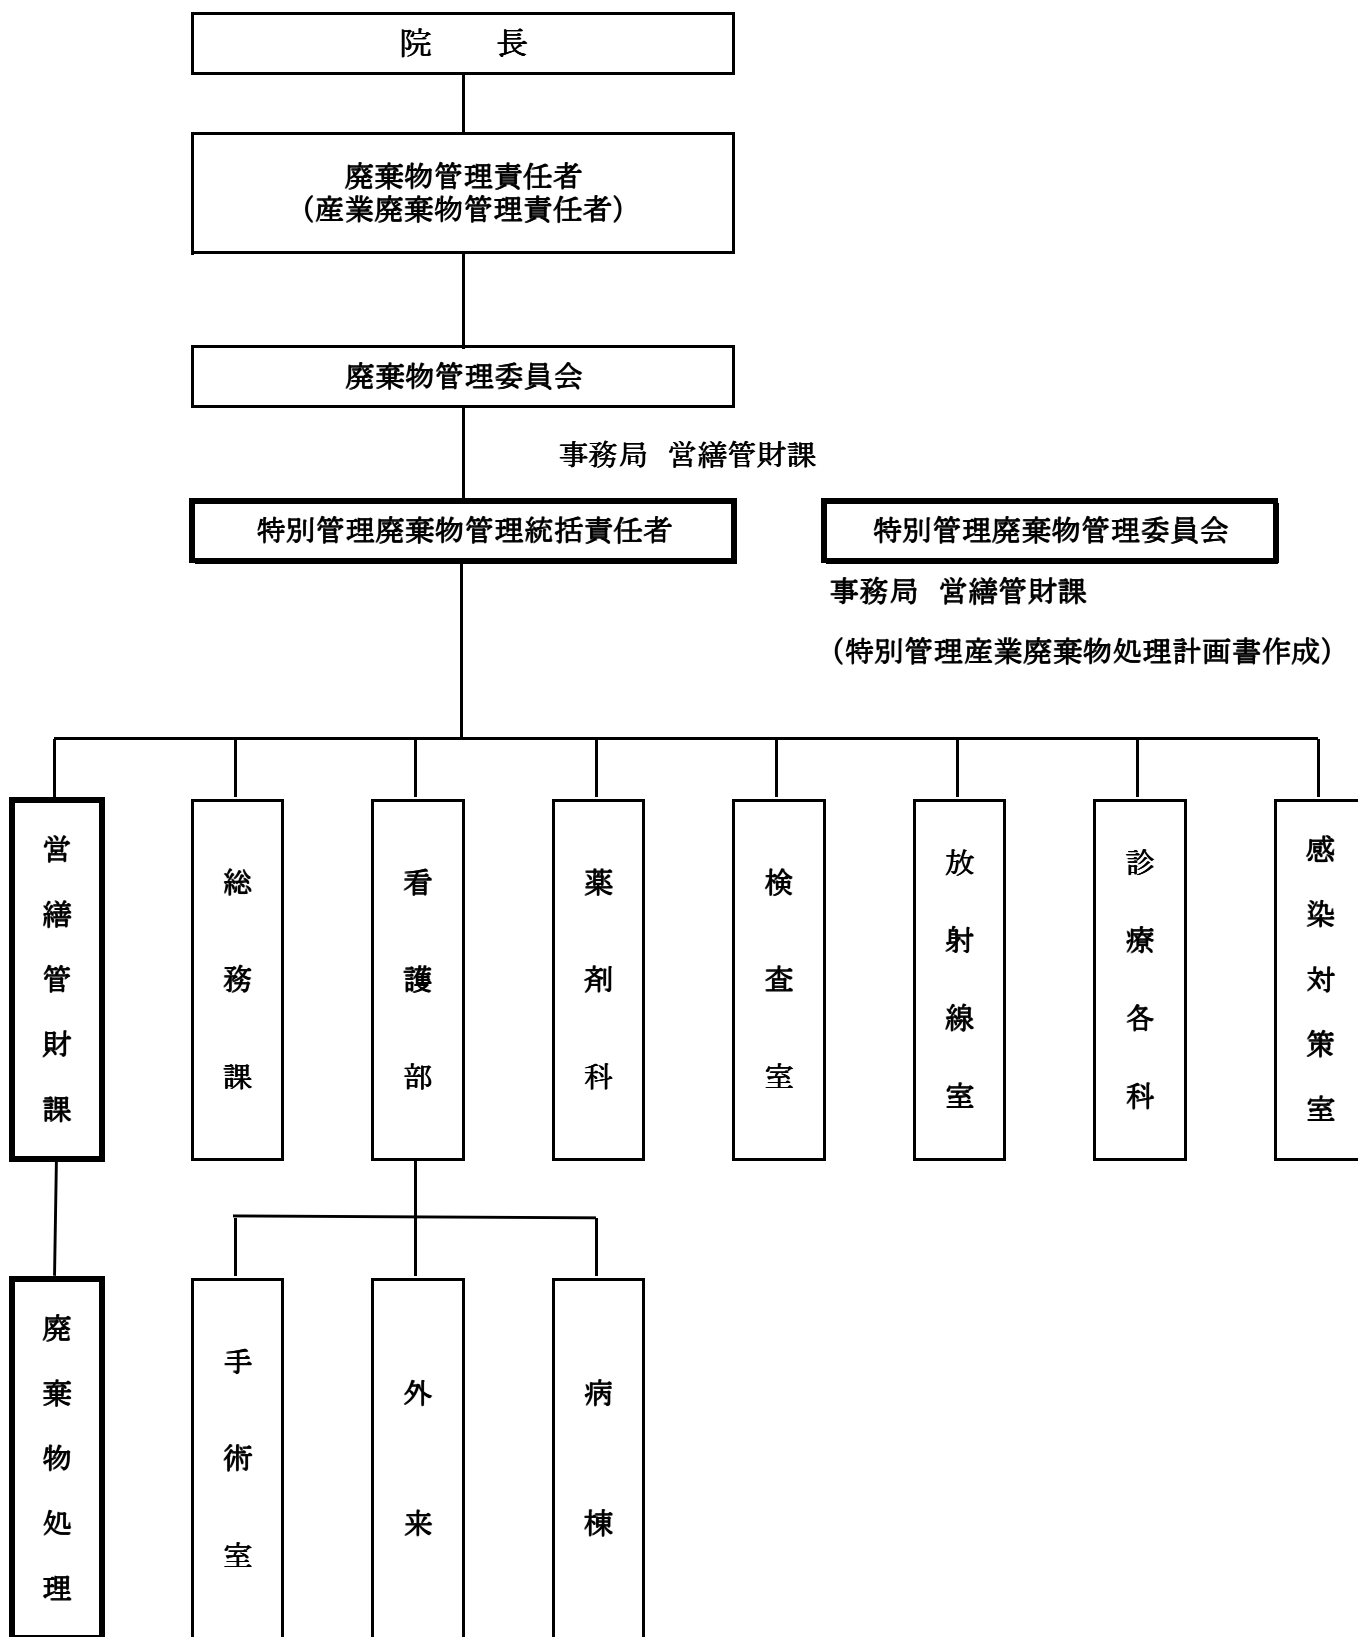 院　　長
廃棄物管理責任者
（産業廃棄物管理責任者）
廃棄物管理委員会
事務局　営繕管財課
特別管理廃棄物管理統括責任者
特別管理廃棄物管理委員会
事務局　営繕管財課
（特別管理産業廃棄物処理計画書作成）
営繕管財課
総務課
看護部
薬剤科
検査室
放射線室
診療各科
感染対策室
廃棄物処理
手術室
外来
病棟